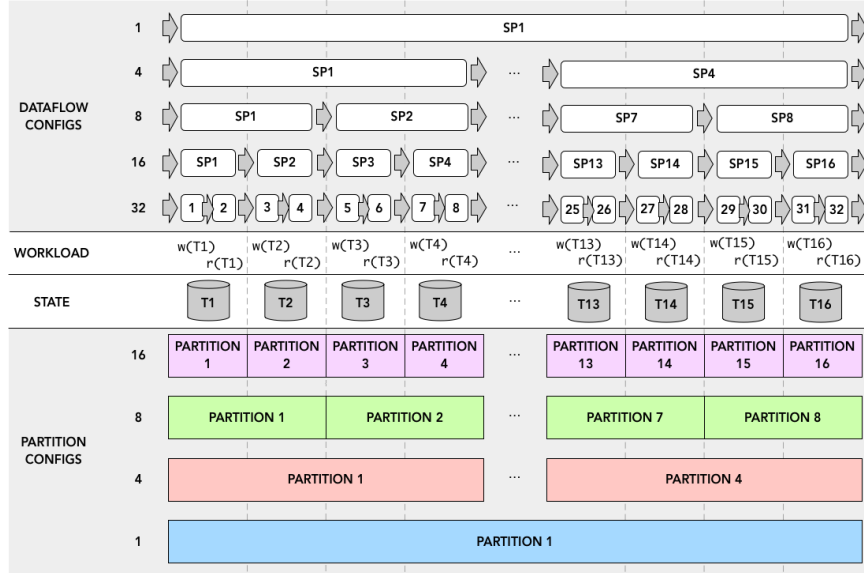 1 SP1
4 SP1 ... SP4
DATAFLOW
CONFIGS
8 SP1 SP2 ... SP7 SP8
16 SP1 SP2 SP3 SP4 ... SP13 SP14 SP15 SP16
32 1 2 3 4 5 6 7 8 ... 25 26 27 28 29 30 31 32
WORKLOAD
w(T1) w(T2) w(T3) w(T4) ... w(T13) w(T14) w(T15) w(T16)
r(T1) r(T2) r(T3) r(T4) r(T13) r(T14) r(T15) r(T16)
STATE T1 T2 T3 T4 ... T13 T14 T15 T16
16 PARTITION PARTITION PARTITION PARTITION ... PARTITION PARTITION PARTITION PARTITION
1 2 3 4 13 14 15 16
8 PARTITION 1 PARTITION 2 ... PARTITION 7 PARTITION 8
PARTITION
CONFIGS
4 PARTITION 1 ... PARTITION 4
1 PARTITION 1